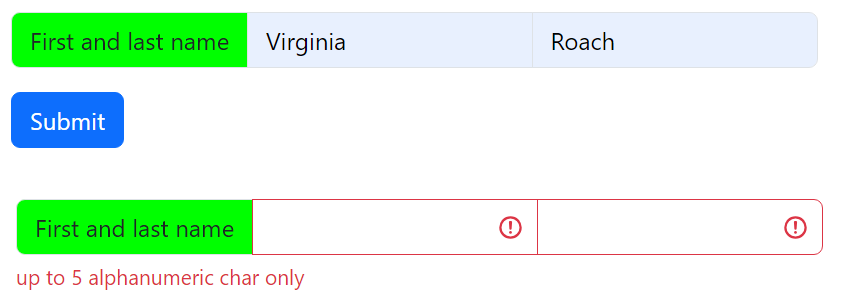 First and last name Virginia Roach
Submit
First and last name
up to 5 alphanumeric char only